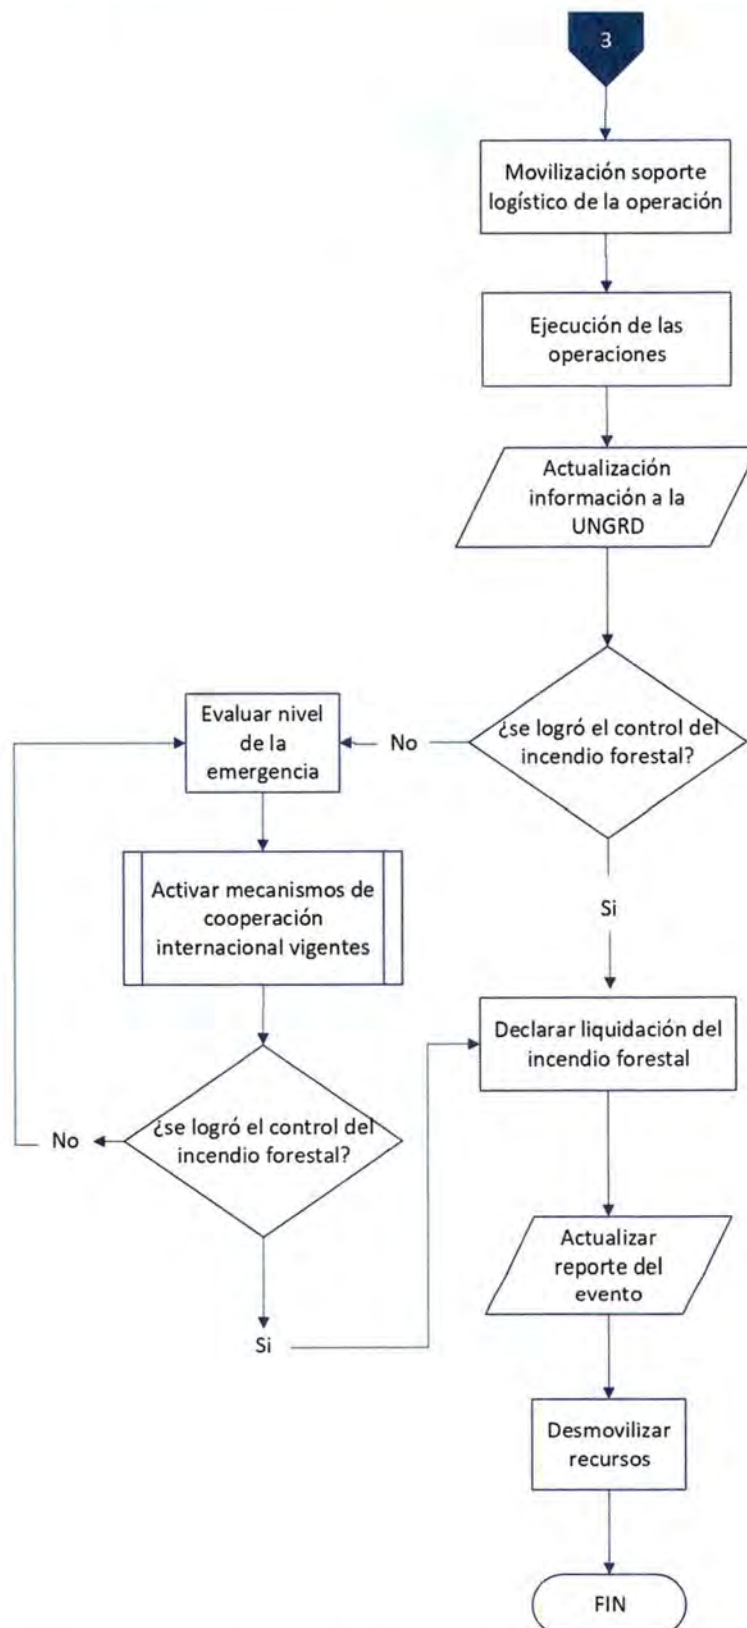 3
Movilización soporte
logístico de la operación
Ejecución de las
operaciones
Actualización
información a la
UNGRD
¿se logró el control del
incendio forestal?
No
Evaluar nivel
de la
emergencia
Activar mecanismos de
cooperación
internacional vigentes
¿se logró el control del
incendio forestal?
No
Si
Si
Declarar liquidación del
incendio forestal
Actualizar
reporte del
evento
Desmovilizar
recursos
FIN